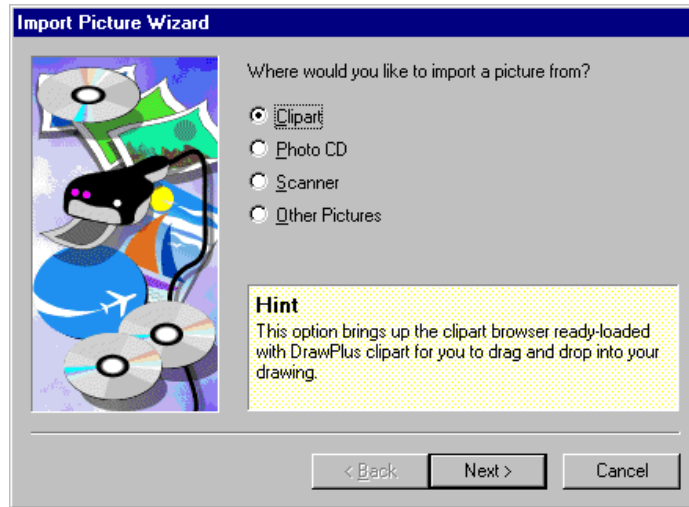 Import Picture Wizard
Where would you like to import a picture from?
Clipart
Photo CD
Scanner
Other Pictures
Hint
This option brings up the clipart browser ready-loaded
with DrawPlus clipart for you to drag and drop into your
drawing.
< Back
Next >
Cancel